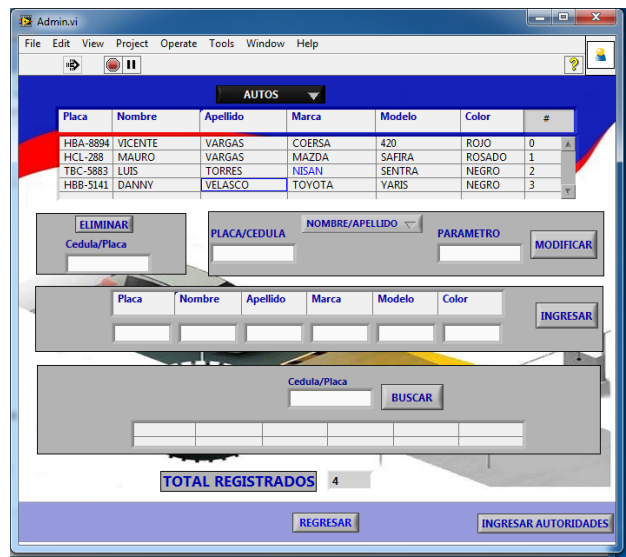 Admin.vi
File Edit View Project Operate Tools Window Help
AUTOS
Placa Nombre Apellido Marca Modelo Color #
HBA-8894 VICENTE VARGAS COERSA 420 ROJO 0
HCL-288 MAURO VARGAS MAZDA SAFIRA ROSADO 1
TBC-5883 LUIS TORRES NISAN SENTRA NEGRO 2
HBB-5141 DANNY VELASCO TOYOTA YARIS NEGRO 3
ELIMINAR
Cedula/Placa
PLACA/CEDULA
NOMBRE/APELLIDO
PARAMETRO
MODIFICAR
Placa Nombre Apellido Marca Modelo Color
INGRESAR
Cedula/Placa
BUSCAR
TOTAL REGISTRADOS 4
REGRESAR
INGRESAR AUTORIDADES